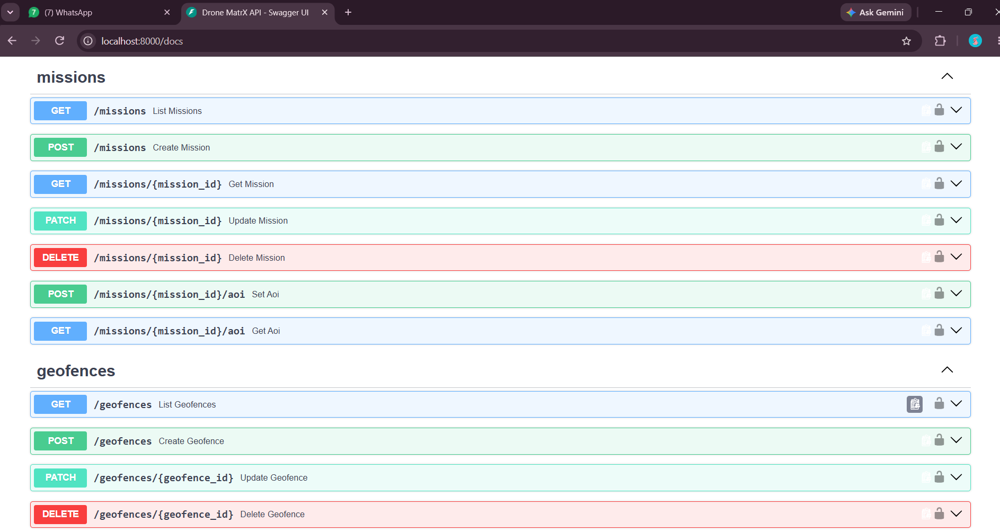 (7) WhatsApp
Drone MatrX API - Swagger UI
Ask Gemini
localhost:8000/docs
missions
GET /missions List Missions
POST /missions Create Mission
GET /missions/{mission_id} Get Mission
PATCH /missions/{mission_id} Update Mission
DELETE /missions/{mission_id} Delete Mission
POST /missions/{mission_id}/aoi Set Aoi
GET /missions/{mission_id}/aoi Get Aoi
geofences
GET /geofences List Geofences
POST /geofences Create Geofence
PATCH /geofences/{geofence_id} Update Geofence
DELETE /geofences/{geofence_id} Delete Geofence